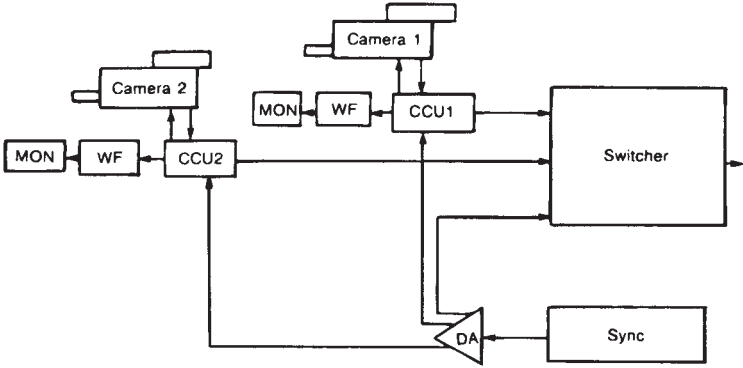 Camera 1
Camera 2
MON
WF
CCU1
MON
WF
CCU2
Switcher
DA
Sync